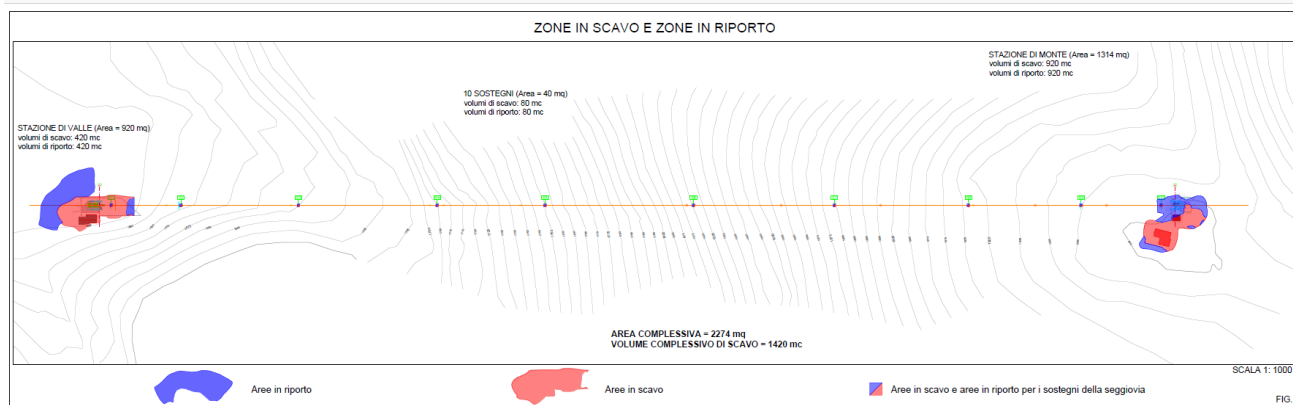 ZONE IN SCAVO E ZONE IN RIPORTO
STAZIONE DI MONTE (Area = 1314 mq)
volumi di scavo: 920 mc
volumi di riporto: 920 mc
10 SOSTEGNI (Area = 40 mq)
volumi di scavo: 80 mc
volumi di riporto: 80 mc
STAZIONE DI VALLE (Area = 920 mq)
volumi di scavo: 420 mc
volumi di riporto: 420 mc
AREA COMPLESSIVA = 2274 mq
VOLUME COMPLESSIVO DI SCAVO = 1420 mc
SCALA 1: 1000
Aree in riporto
Aree in scavo
Aree in scavo e aree in riporto per i sostegni della seggiovia
FIG.